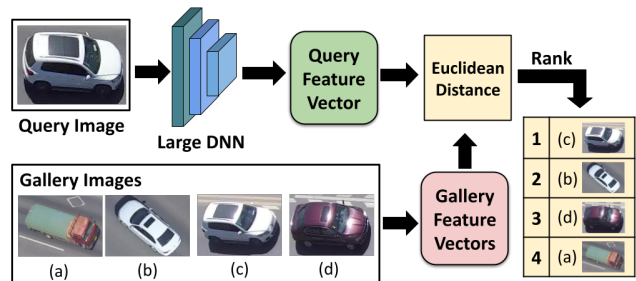 Query Image
Large DNN
Query
Feature
Vector
Euclidean
Distance
Rank
Gallery Images
(a)
(b)
(c)
(d)
Gallery
Feature
Vectors
1 (c)
2 (b)
3 (d)
4 (a)